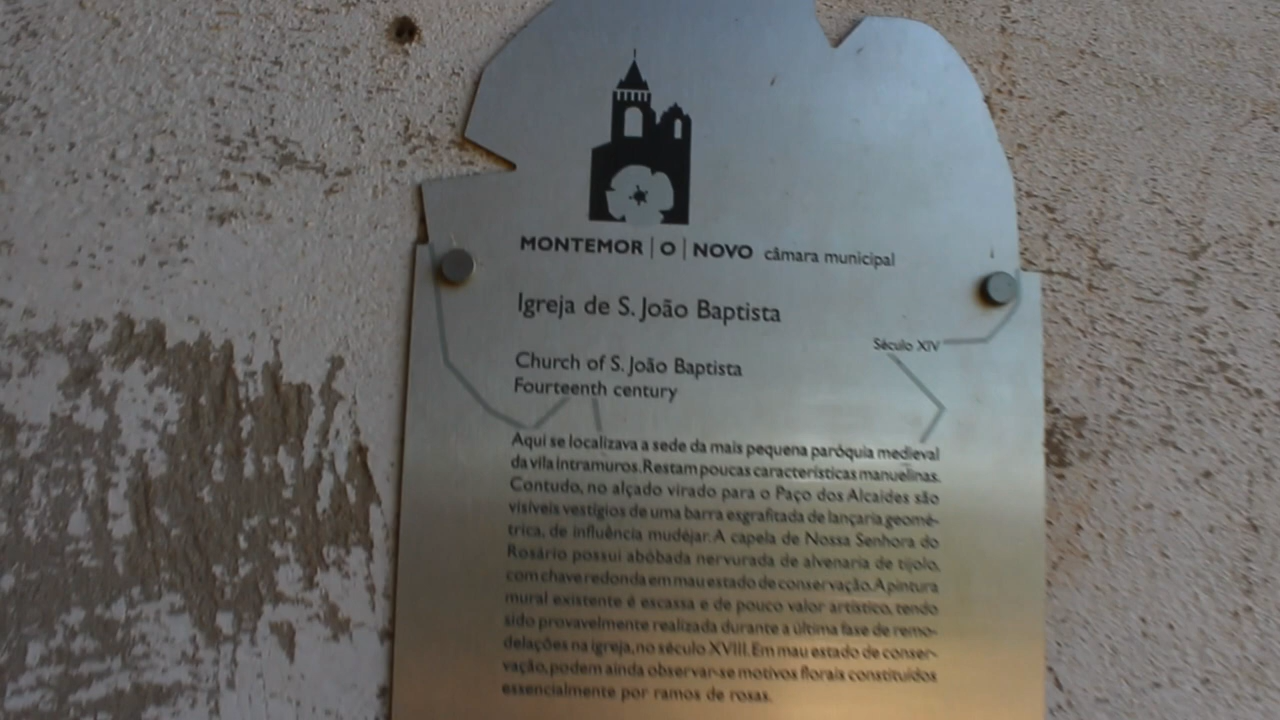 MONTEMOR | O | NOVO câmara municipal
Igreja de S. João Baptista
Século XIV
Church of S. João Baptista
Fourteenth century
Aqui se localizava a sede da mais pequena paróquia medieval
da vila intramuros. Restam poucas características manuelinas.
Contudo, no alçado virado para o Paço dos Alcaides são
visíveis vestígios de uma barra esgrafitada de lançaria geomé-
trica, de influência mudéjar. A capela de Nossa Senhora do
Rosário possui abóbada nervurada de alvenaria de tijolo,
com chave redonda em mau estado de conservação. A pintura
mural existente é escassa e de pouco valor artístico, tendo
sido provavelmente realizada durante a última fase de remo-
delações na igreja, no século XVIII. Em mau estado de conser-
vação, podem ainda observar-se motivos florais constituídos
essencialmente por ramos de rosas.